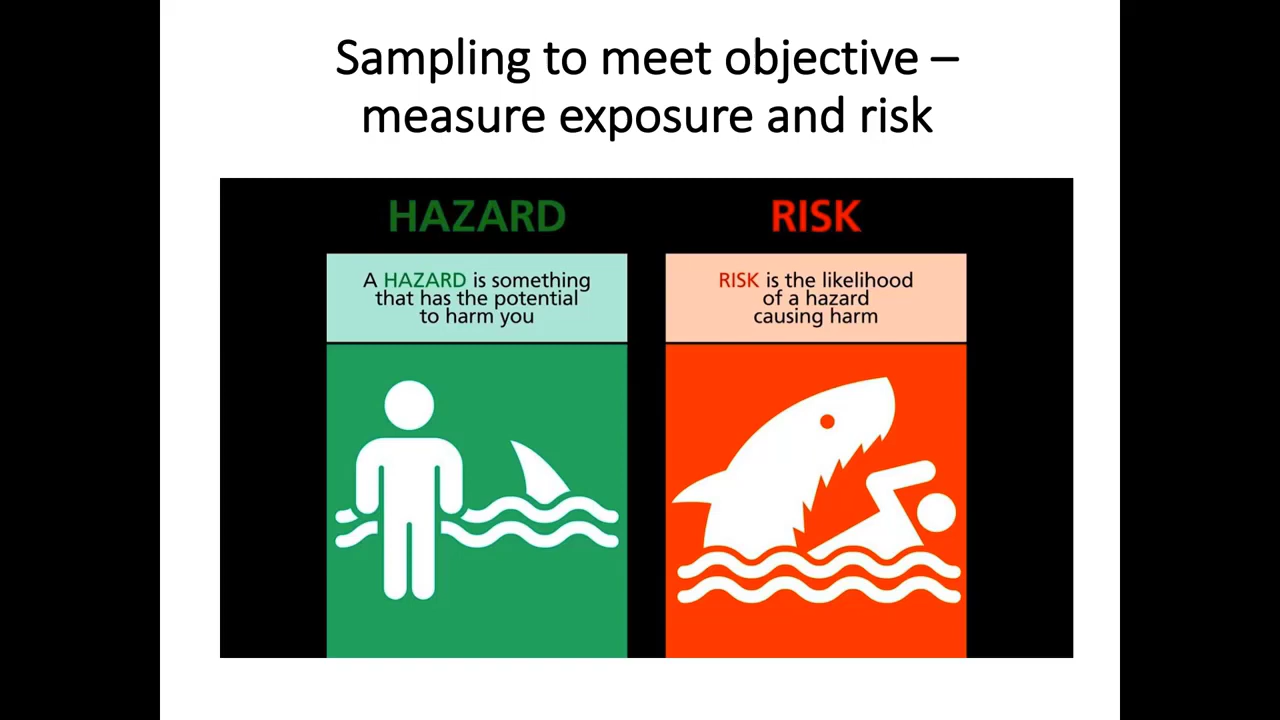 Sampling to meet objective –
measure exposure and risk
HAZARD
A HAZARD is something
that has the potential
to harm you
RISK
RISK is the likelihood
of a hazard
causing harm